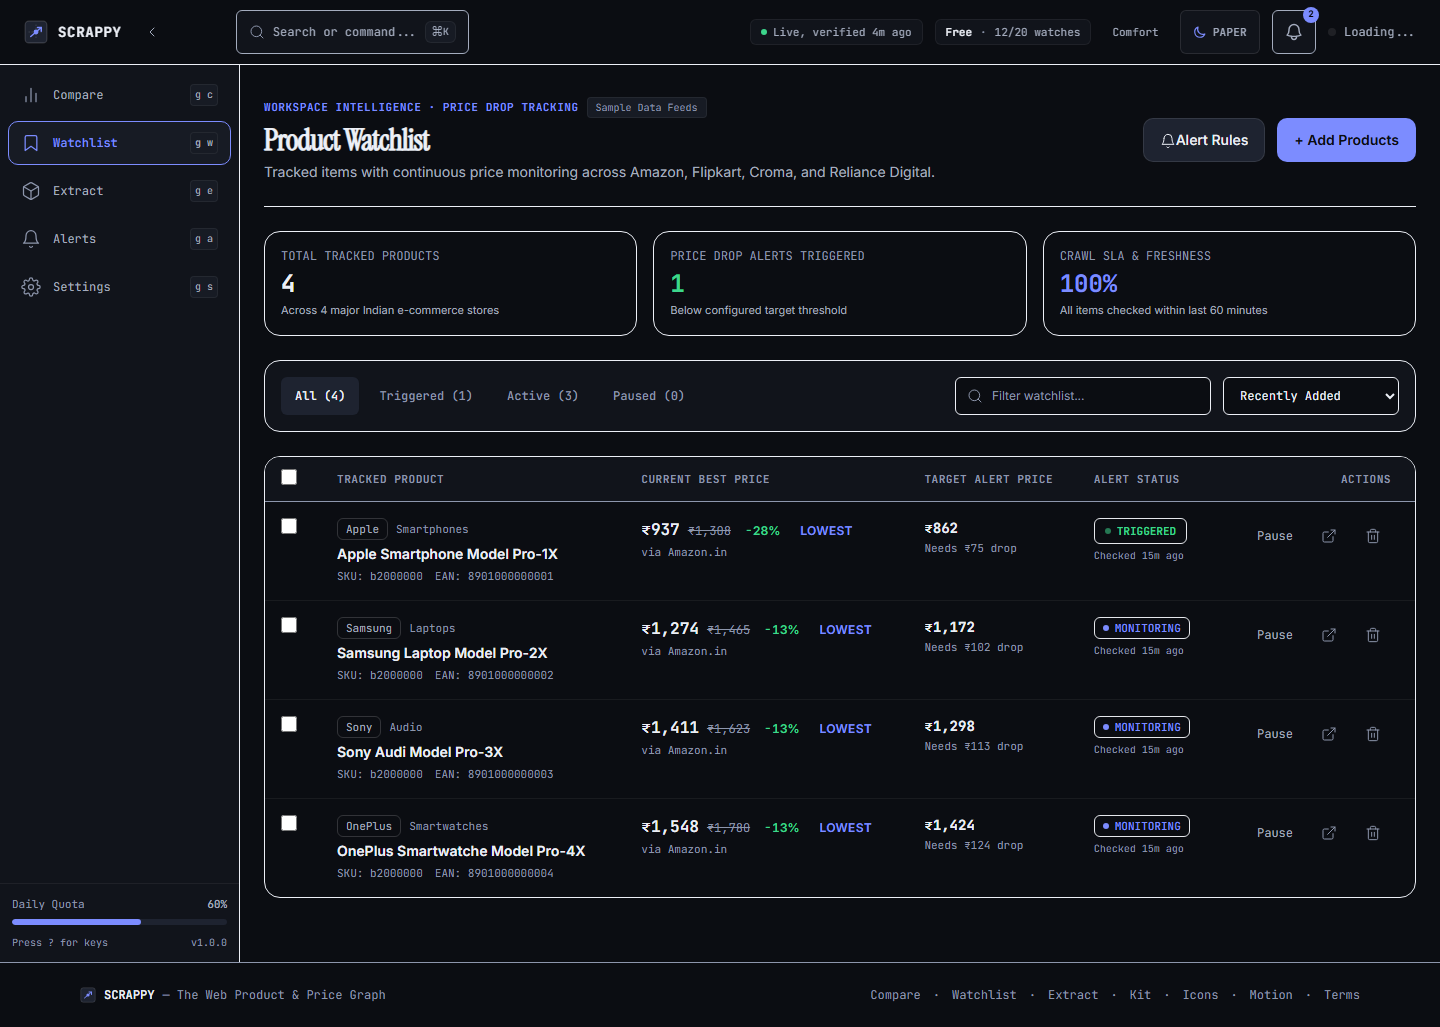 SCRAPPY
Search or command... ⌘K
Live, verified 4m ago
Free · 12/20 watches
Comfort
PAPER
2
Loading...
Compare g c
Watchlist g w
Extract g e
Alerts g a
Settings g s
WORKSPACE INTELLIGENCE · PRICE DROP TRACKING Sample Data Feeds
Product Watchlist
Tracked items with continuous price monitoring across Amazon, Flipkart, Croma, and Reliance Digital.
Alert Rules
+ Add Products
TOTAL TRACKED PRODUCTS
4
Across 4 major Indian e-commerce stores
PRICE DROP ALERTS TRIGGERED
1
Below configured target threshold
CRAWL SLA & FRESHNESS
100%
All items checked within last 60 minutes
All (4) Triggered (1) Active (3) Paused (0)
Filter watchlist...
Recently Added
TRACKED PRODUCT CURRENT BEST PRICE TARGET ALERT PRICE ALERT STATUS ACTIONS
Apple Smartphones
Apple Smartphone Model Pro-1X
SKU: b2000000 EAN: 8901000000001
₹937 ₹1,308 -28% LOWEST
via Amazon.in
₹862
Needs ₹75 drop
TRIGGERED
Checked 15m ago
Pause
Samsung Laptops
Samsung Laptop Model Pro-2X
SKU: b2000000 EAN: 8901000000002
₹1,274 ₹1,465 -13% LOWEST
via Amazon.in
₹1,172
Needs ₹102 drop
MONITORING
Checked 15m ago
Pause
Sony Audio
Sony Audi Model Pro-3X
SKU: b2000000 EAN: 8901000000003
₹1,411 ₹1,623 -13% LOWEST
via Amazon.in
₹1,298
Needs ₹113 drop
MONITORING
Checked 15m ago
Pause
OnePlus Smartwatches
OnePlus Smartwatche Model Pro-4X
SKU: b2000000 EAN: 8901000000004
₹1,548 ₹1,780 -13% LOWEST
via Amazon.in
₹1,424
Needs ₹124 drop
MONITORING
Checked 15m ago
Pause
Daily Quota 60%
Press ? for keys v1.0.0
SCRAPPY — The Web Product & Price Graph
Compare · Watchlist · Extract · Kit · Icons · Motion · Terms